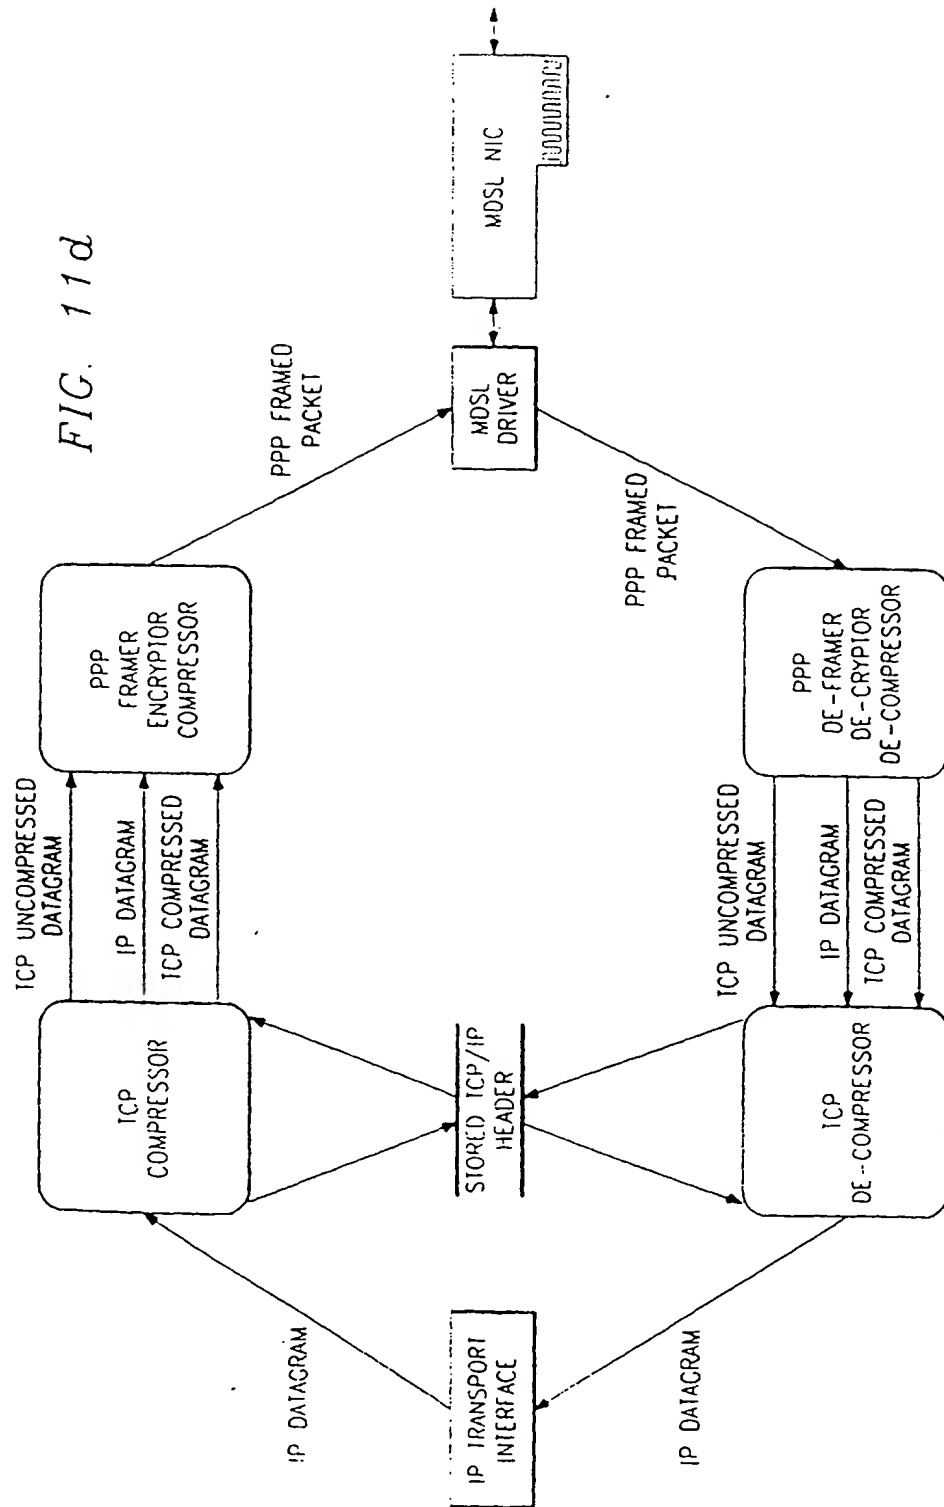 FIG. 11d
IP TRANSPORT
INTERFACE
IP DATAGRAM
TCP
COMPRESSOR
TCP UNCOMPRESSED
DATAGRAM
IP DATAGRAM
TCP COMPRESSED
DATAGRAM
PPP
FRAMER
ENCRYPTOR
COMPRESSOR
PPP FRAMED
PACKET
MDSL
DRIVER
MDSL NIC
STORED TCP/IP
HEADER
PPP FRAMED
PACKET
PPP
DE-FRAMER
DE-CRYPTOR
DE-COMPRESSOR
TCP UNCOMPRESSED
DATAGRAM
IP DATAGRAM
TCP COMPRESSED
DATAGRAM
TCP
DE-COMPRESSOR
IP DATAGRAM